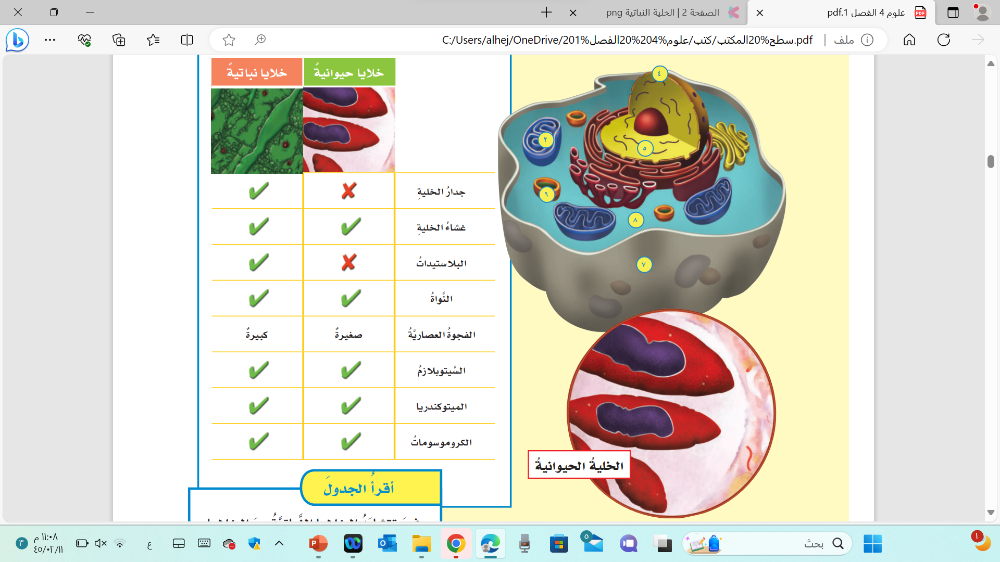 علوم 4 الفصل 1.pdf
الصفحة 2 | الخلية النباتية png
ملف
C:/Users/alhej/OneDrive/سطح%20المكتب/كتب/علوم%204%20الفصل%201.pdf
خلايا حيوانيةٌ
خلايا نباتيةٌ
جدارُ الخليةِ
غشاءُ الخليةِ
البلاستيداتُ
النَّواةُ
الفجوةُ العصاريَّةُ
صغيرةٌ
كبيرةٌ
السَّيتوبلازمُ
الميتوكندريا
الكروموسوماتُ
٤
٢
٥
٦
٨
٧
الخليةُ الحيوانيةُ
أقرأُ الجدولَ
بحث
١
٥
ع
١١:٠٨ م
٤٥/٠٢/١١
٣